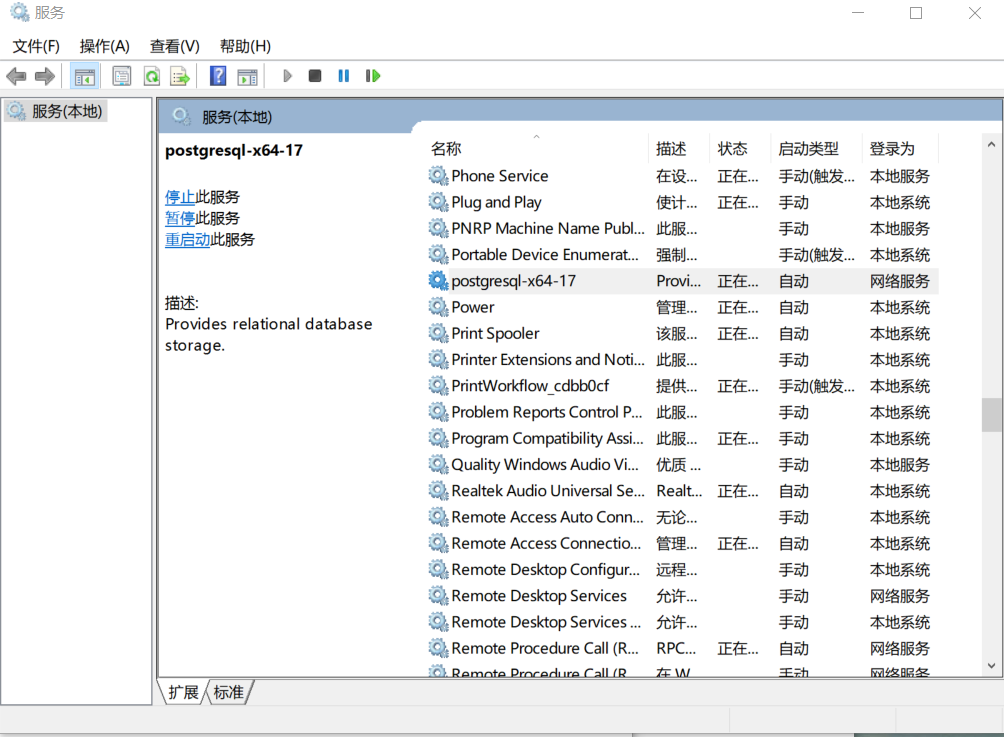 服务
文件(F) 操作(A) 查看(V) 帮助(H)
服务(本地)
服务(本地)
postgresql-x64-17
停止此服务
暂停此服务
重启动此服务
描述:
Provides relational database
storage.
名称 描述 状态 启动类型 登录为
Phone Service 在设... 正在... 手动(触发... 本地服务
Plug and Play 使计... 正在... 手动 本地系统
PNRP Machine Name Publ... 此服... 手动 本地服务
Portable Device Enumerat... 强制... 手动(触发... 本地系统
postgresql-x64-17 Provi... 正在... 自动 网络服务
Power 管理... 正在... 自动 本地系统
Print Spooler 该服... 正在... 自动 本地系统
Printer Extensions and Noti... 此服... 手动 本地系统
PrintWorkflow_cdbb0cf 提供... 正在... 手动(触发... 本地系统
Problem Reports Control P... 此服... 手动 本地系统
Program Compatibility Assi... 此服... 正在... 手动 本地系统
Quality Windows Audio Vi... 优质 ... 手动 本地服务
Realtek Audio Universal Se... Realt... 正在... 自动 本地系统
Remote Access Auto Conn... 无论... 手动 本地系统
Remote Access Connectio... 管理... 正在... 自动 本地系统
Remote Desktop Configur... 远程... 手动 本地系统
Remote Desktop Services 允许... 手动 网络服务
Remote Desktop Services ... 允许... 手动 本地系统
Remote Procedure Call (R... RPC... 正在... 自动 网络服务
Remote Procedure Call (R... 在 W... 手动 网络服务
扩展 标准